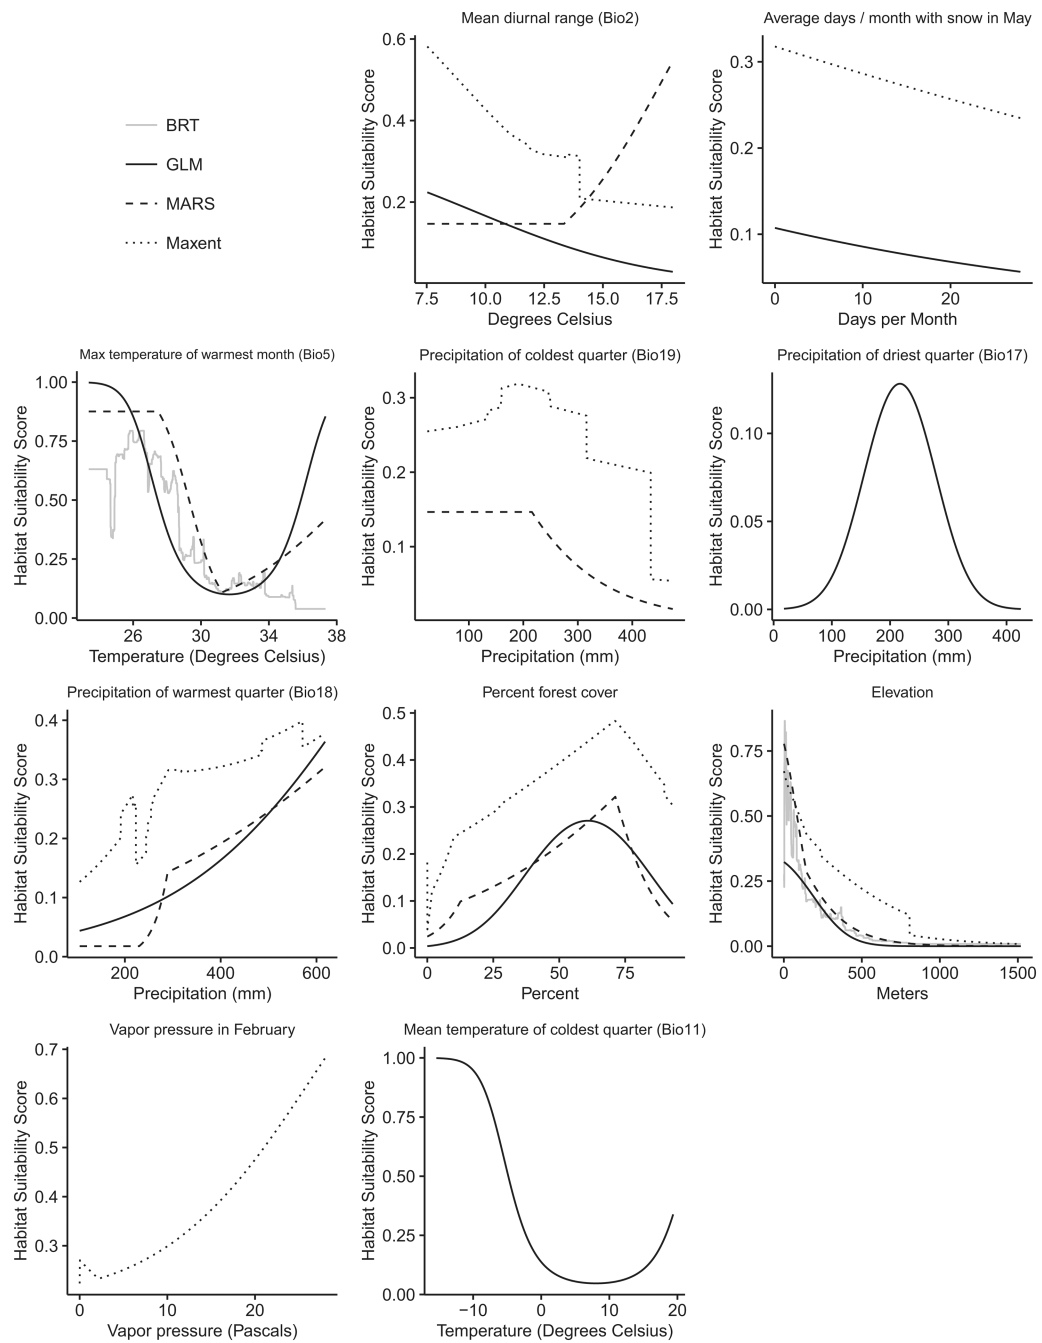 BRT
GLM
MARS
Maxent
Mean diurnal range (Bio2)
Habitat Suitability Score
0.6
0.4
0.2
7.5 10.0 12.5 15.0 17.5
Degrees Celsius
Average days / month with snow in May
Habitat Suitability Score
0.3
0.2
0.1
0 10 20
Days per Month
Max temperature of warmest month (Bio5)
Habitat Suitability Score
1.00
0.75
0.50
0.25
0.00
26 30 34 38
Temperature (Degrees Celsius)
Precipitation of coldest quarter (Bio19)
Habitat Suitability Score
0.3
0.2
0.1
100 200 300 400
Precipitation (mm)
Precipitation of driest quarter (Bio17)
Habitat Suitability Score
0.10
0.05
0.00
0 100 200 300 400
Precipitation (mm)
Precipitation of warmest quarter (Bio18)
Habitat Suitability Score
0.4
0.3
0.2
0.1
0.0
200 400 600
Precipitation (mm)
Percent forest cover
Habitat Suitability Score
0.5
0.4
0.3
0.2
0.1
0.0
0 25 50 75
Percent
Elevation
Habitat Suitability Score
0.75
0.50
0.25
0.00
0 500 1000 1500
Meters
Vapor pressure in February
Habitat Suitability Score
0.7
0.6
0.5
0.4
0.3
0 10 20
Vapor pressure (Pascals)
Mean temperature of coldest quarter (Bio11)
Habitat Suitability Score
1.00
0.75
0.50
0.25
0.00
−10 0 10 20
Temperature (Degrees Celsius)